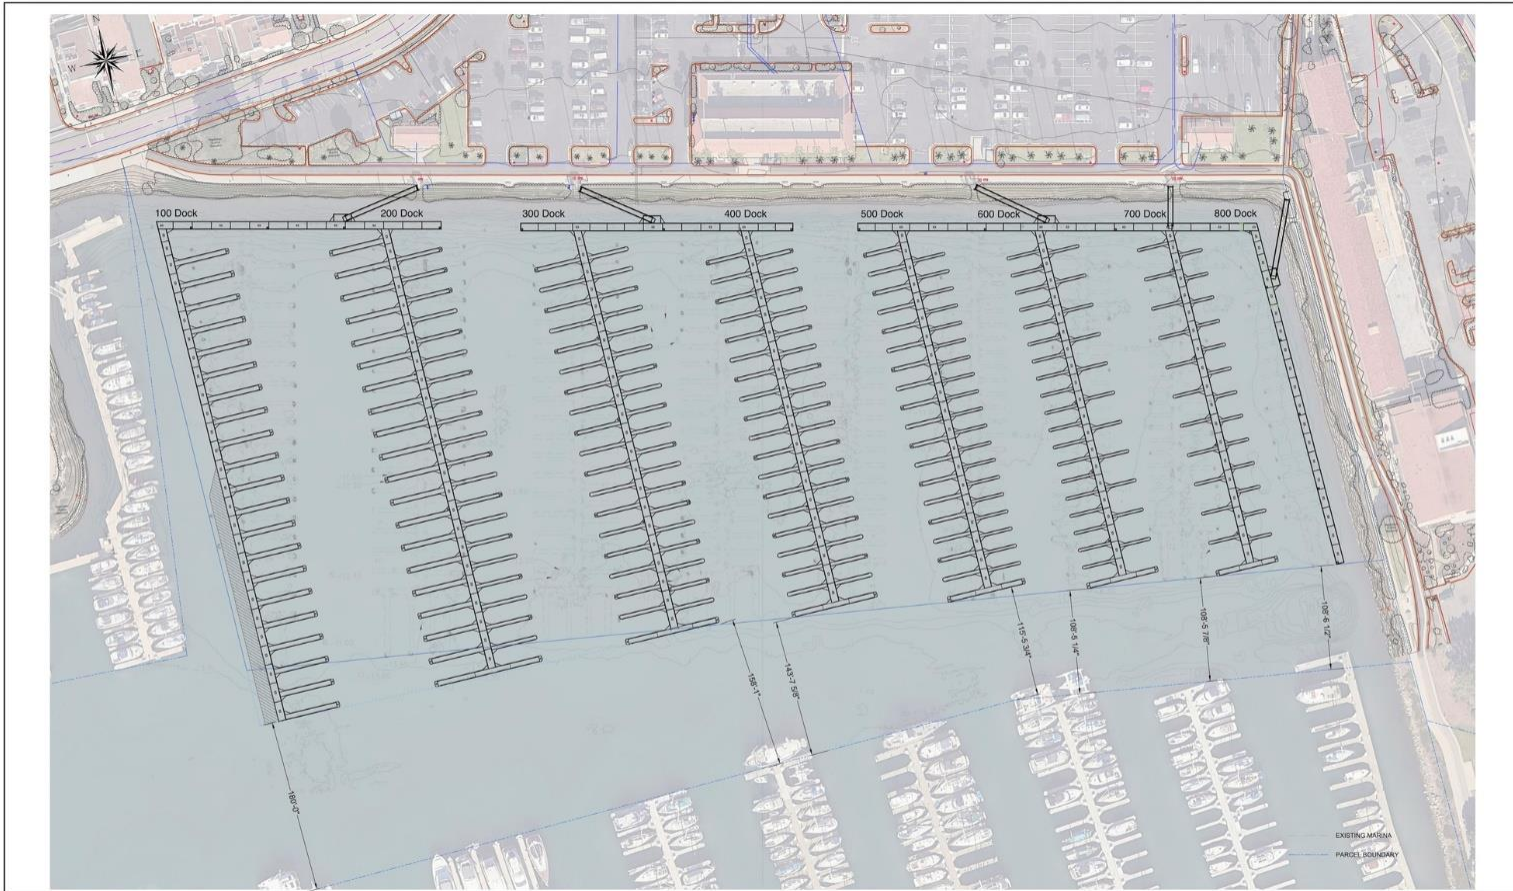 N
W
E
100 Dock
200 Dock
300 Dock
400 Dock
500 Dock
600 Dock
700 Dock
800 Dock
115'-5 3/4"
108'-5 1/4"
108'-5 7/8"
108'-6 1/2"
158'-1"
143'-7 5/8"
180'-0"
EXISTING MARINA
PARCEL BOUNDARY